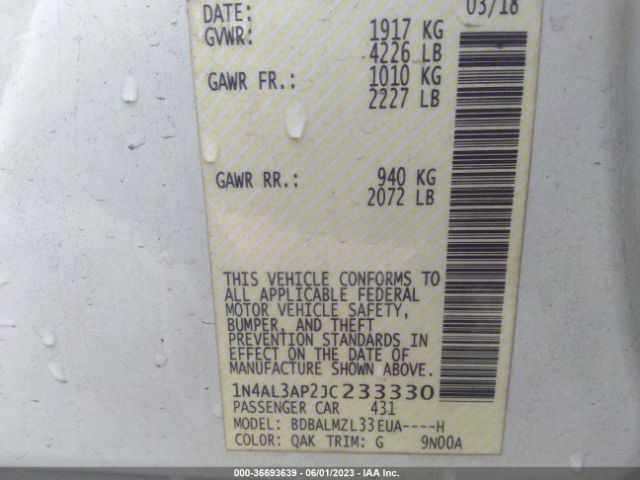 DATE: 03/18
GVWR: 1917 KG
4226 LB
GAWR FR.: 1010 KG
2227 LB
GAWR RR.: 940 KG
2072 LB
THIS VEHICLE CONFORMS TO
ALL APPLICABLE FEDERAL
MOTOR VEHICLE SAFETY,
BUMPER, AND THEFT
PREVENTION STANDARDS IN
EFFECT ON THE DATE OF
MANUFACTURE SHOWN ABOVE.
1N4AL3AP2JC233330
PASSENGER CAR 431
MODEL: BDBALMZL33EUA----H
COLOR: QAK TRIM: G 9N00A
000-36693639 - 06/01/2023 - IAA Inc.